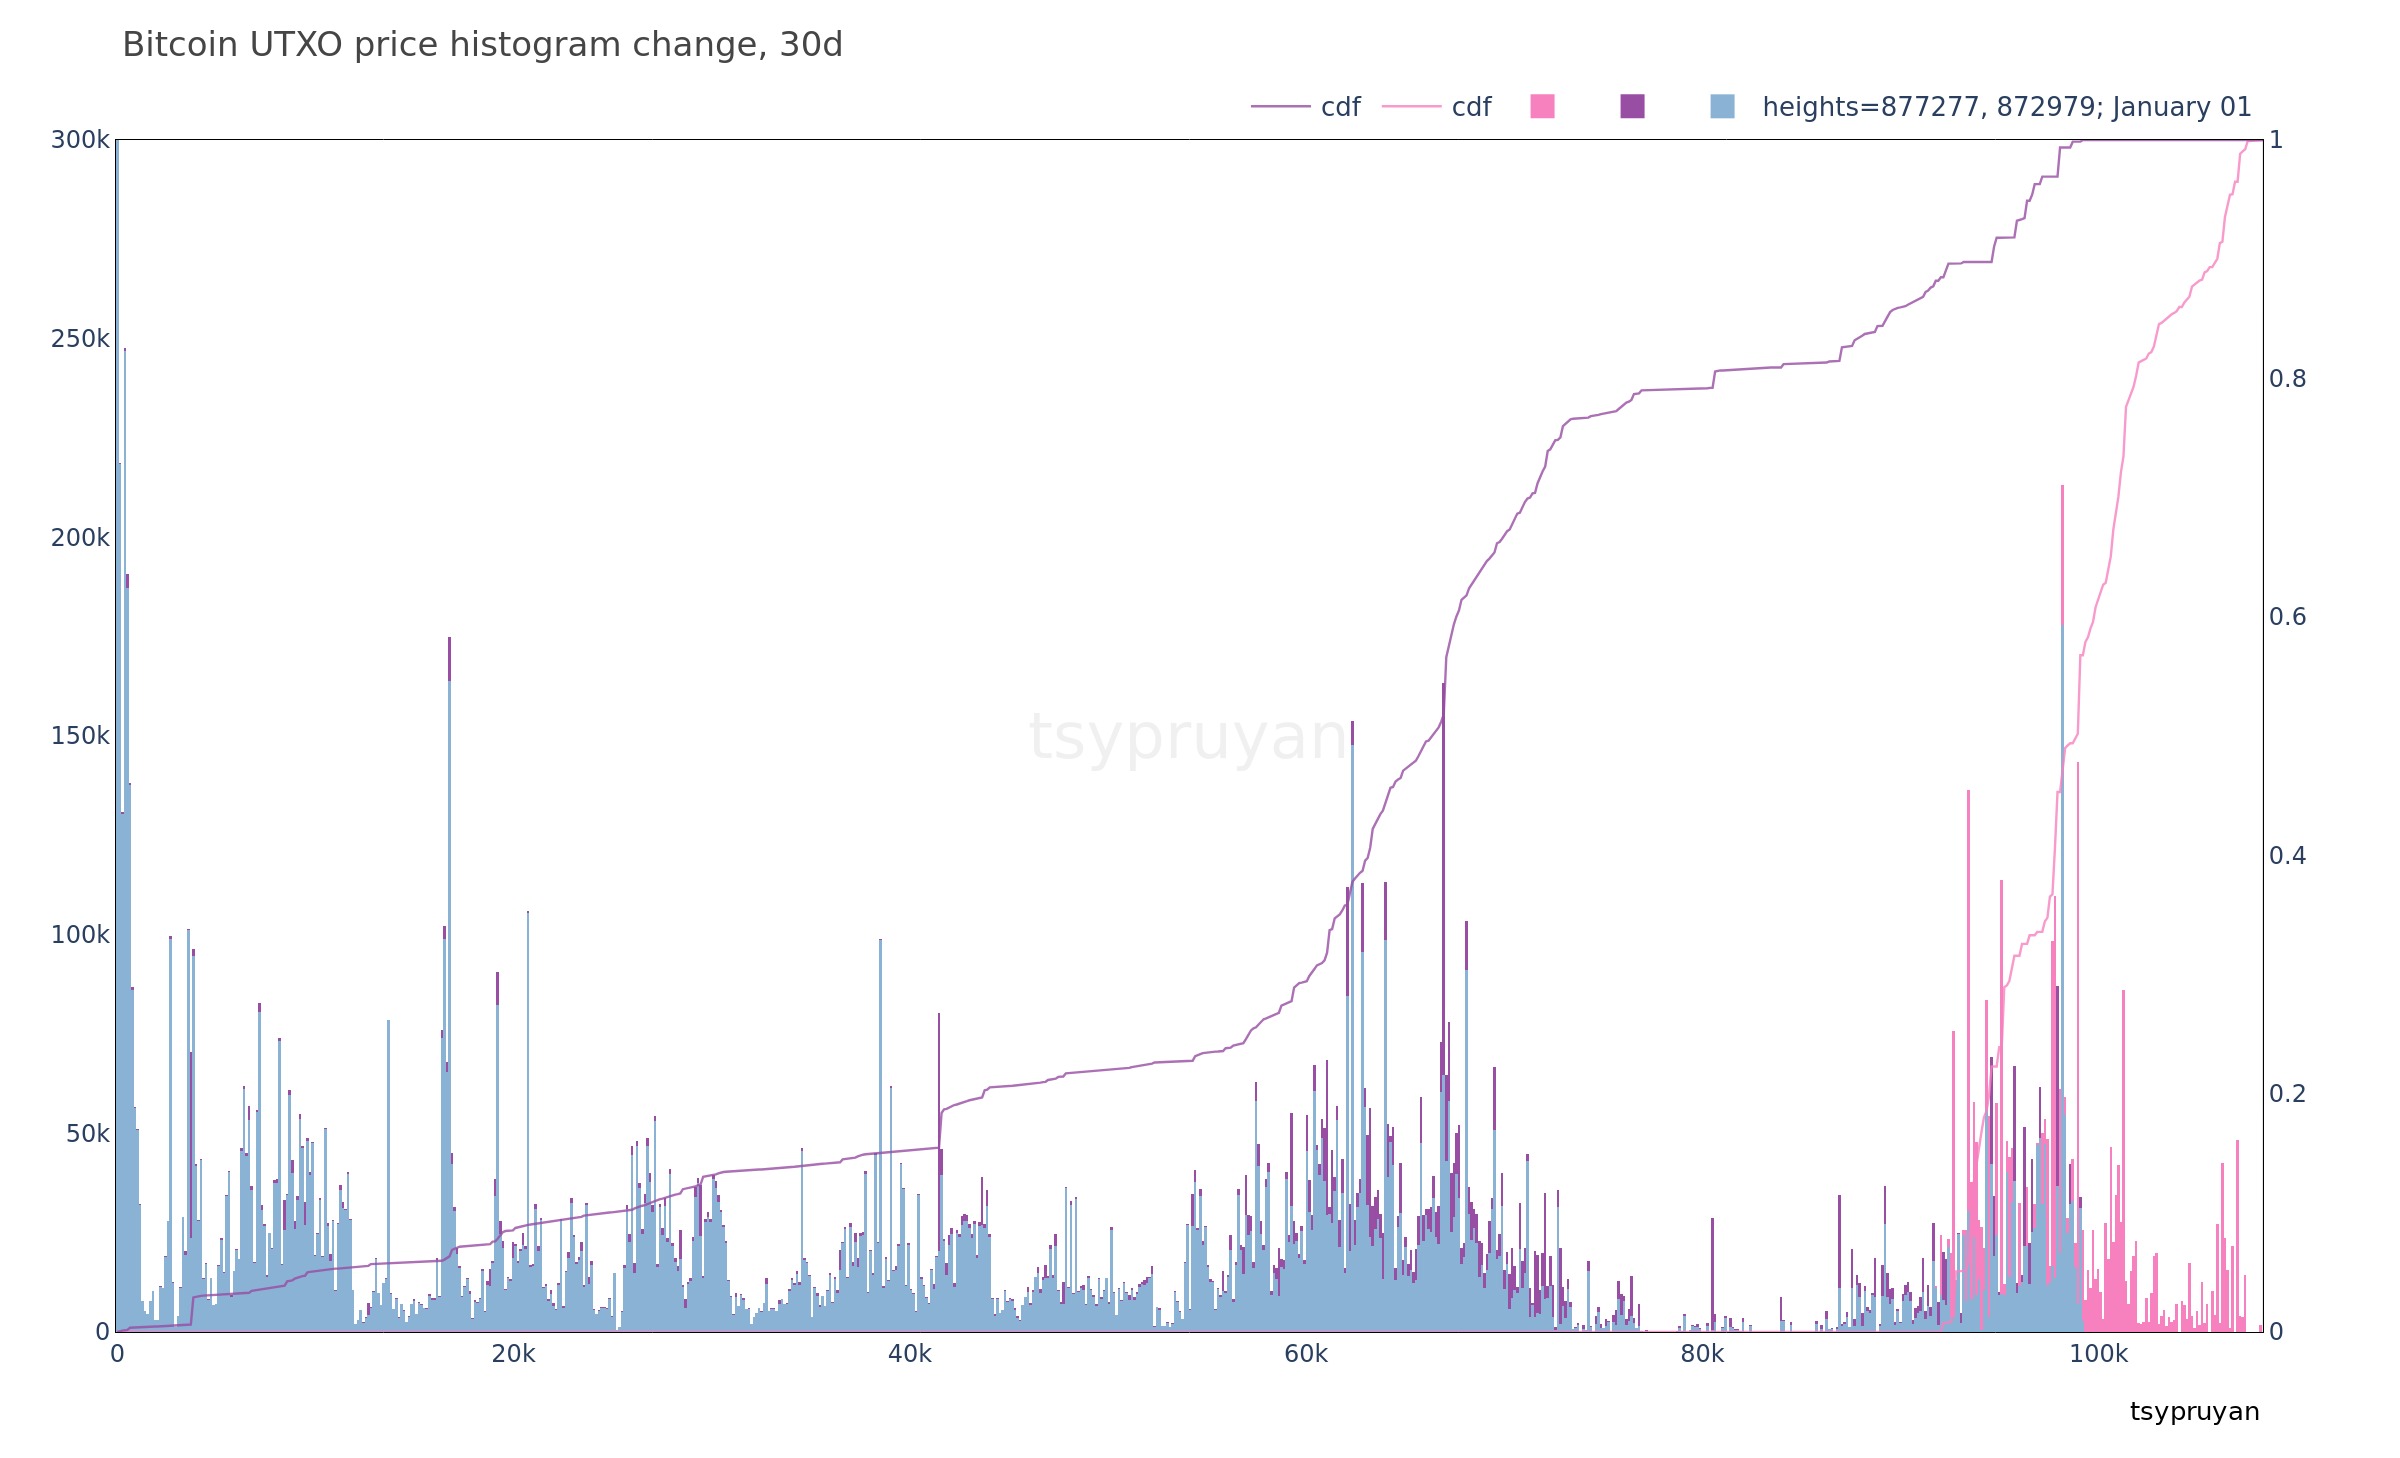 Bitcoin UTXO price histogram change, 30d
cdf cdf heights=877277, 872979; January 01
300k
1
250k
0.8
200k
0.6
150k
tsypruyan
0.4
100k
0.2
50k
0
0
0 20k 40k 60k 80k 100k
tsypruyan